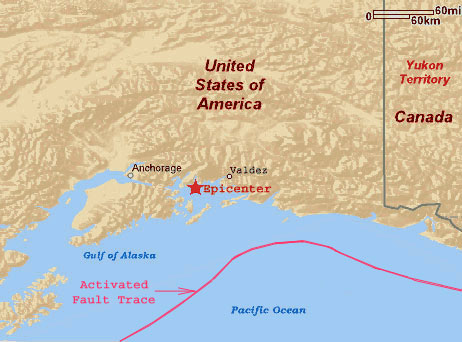 0 60mi
60km
United
States of
America
Yukon
Territory
Canada
Anchorage
Valdez
Epicenter
Gulf of Alaska
Activated
Fault Trace
Pacific Ocean